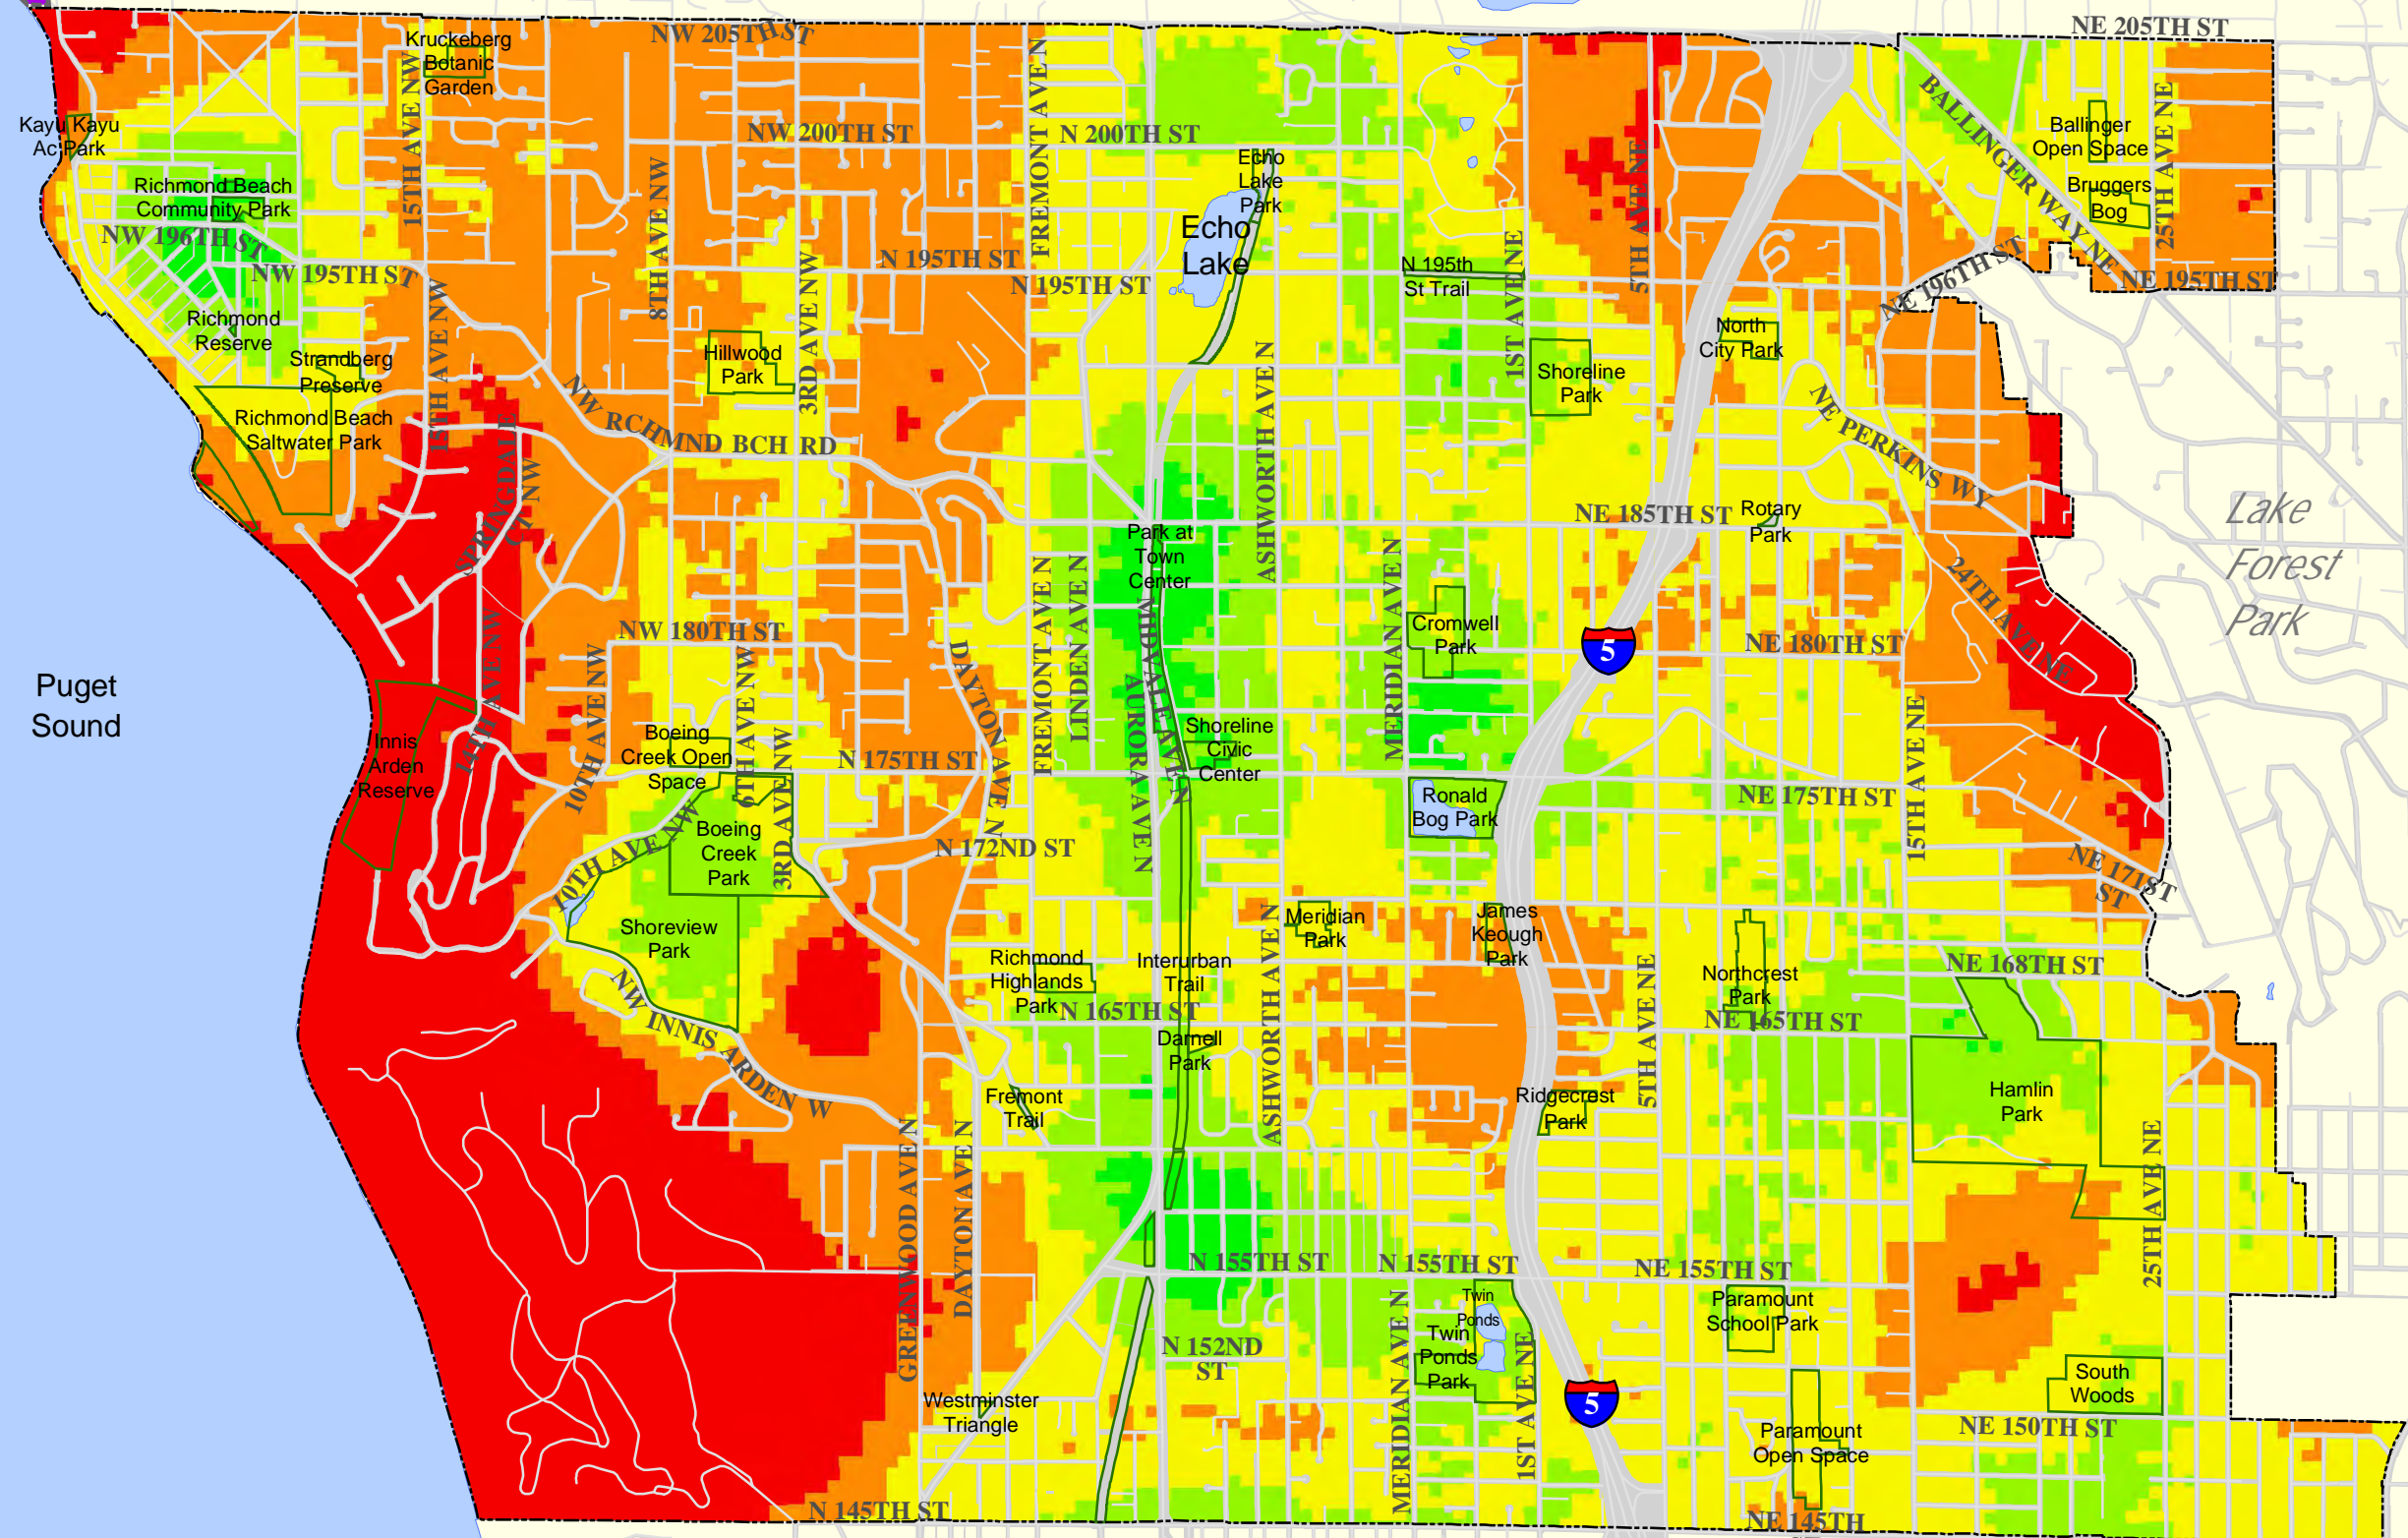 NW 205TH ST
NE 205TH ST
Kruckeberg
Botanic
Garden
15TH AVE NW
FREMONT AVE N
BALLINGER WAY NE
25TH AVE NE
Kayu Kayu
Ac Park
NW 200TH ST
N 200TH ST
Ballinger
Open Space
Echo
Lake
Park
5TH AVE NE
8TH AVE NW
Richmond Beach
Community Park
Bruggers
Bog
Echo
Lake
NW 196TH ST
NW 195TH ST
N 195TH ST
N 195TH ST
N 195th
St Trail
1ST AVE NE
NE 196TH ST
NE 195TH ST
3RD AVE NW
15TH AVE NW
Richmond
Reserve
Strandberg
Preserve
Hillwood
Park
ASHWORTH AVE N
Shoreline
Park
North
City Park
Richmond Beach
Saltwater Park
NW RCHMND BCH RD
NE PERKINS WY
SPRINGDALE
CT NW
NE 185TH ST
Rotary
Park
Lake
Forest
Park
Park at
Town
Center
FREMONT AVE N
LINDEN AVE N
MERIDIAN AVE N
24TH AVE NE
Cromwell
Park
5
NW 180TH ST
NE 180TH ST
Puget
Sound
14TH AVE NW
10TH AVE NW
6TH AVE NW
3RD AVE NW
DAYTON AVE N
MIDVALE AVE N
AURORA AVE N
15TH AVE NE
Innis
Arden
Reserve
Boeing
Creek Open
Space
N 175TH ST
Shoreline
Civic
Center
Ronald
Bog Park
NE 175TH ST
10TH AVE NW
Boeing
Creek
Park
N 172ND ST
NE 171ST
ST
Shoreview
Park
Meridian
Park
James
Keough
Park
ASHWORTH AVE N
Richmond
Highlands
Park
Interurban
Trail
5TH AVE NE
Northcrest
Park
NE 168TH ST
N 165TH ST
NE 165TH ST
NW INNIS ARDEN W
Darnell
Park
Fremont
Trail
Ridgecrest
Park
Hamlin
Park
GREENWOOD AVE N
DAYTON AVE N
25TH AVE NE
N 155TH ST
N 155TH ST
NE 155TH ST
Twin
Ponds
Twin
Ponds
Park
Paramount
School Park
N 152ND
ST
MERIDIAN AVE N
1ST AVE NE
5
South
Woods
Westminster
Triangle
Paramount
Open Space
NE 150TH ST
N 145TH ST
NE 145TH